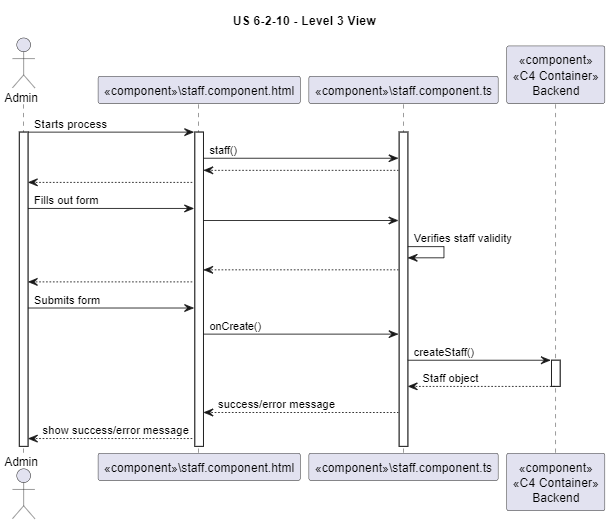 US 6-2-10 - Level 3 View
Admin
«component»\staff.component.html
«component»\staff.component.ts
«component»
«C4 Container»
Backend
Starts process
staff()
Fills out form
Verifies staff validity
Submits form
onCreate()
createStaff()
Staff object
success/error message
show success/error message
Admin
«component»\staff.component.html
«component»\staff.component.ts
«component»
«C4 Container»
Backend